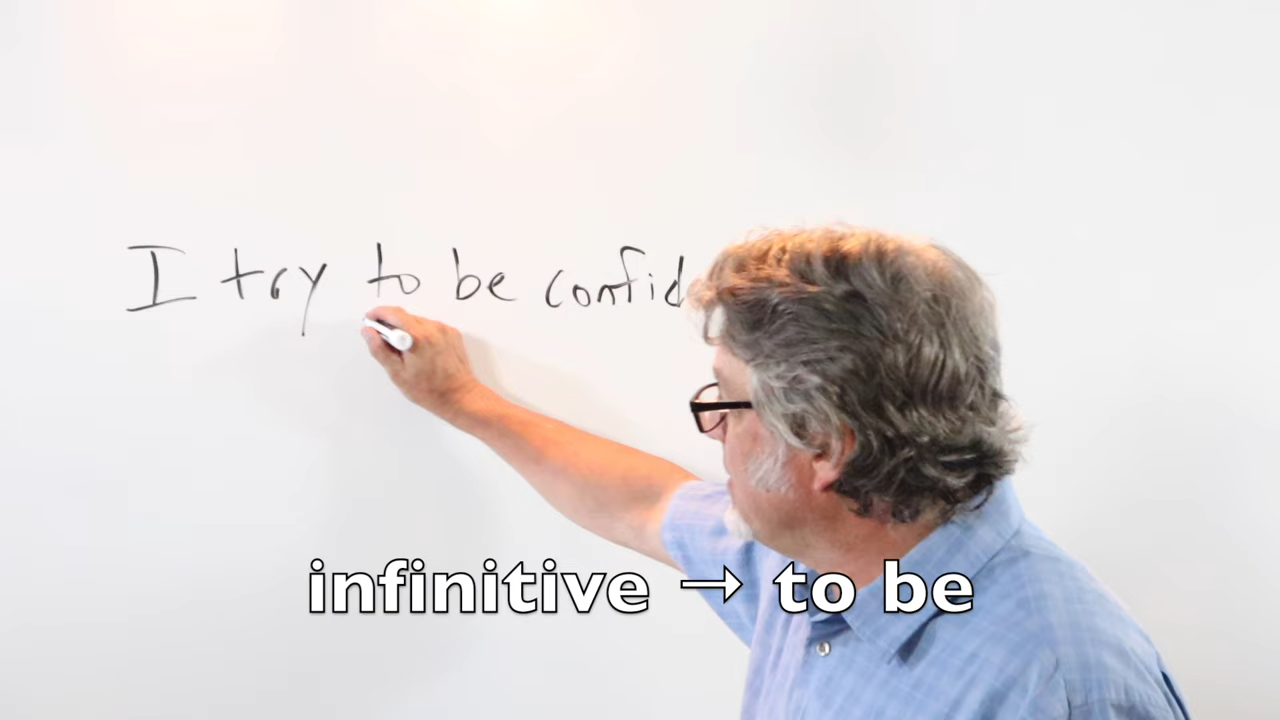 I try to be confid
infinitive → to be